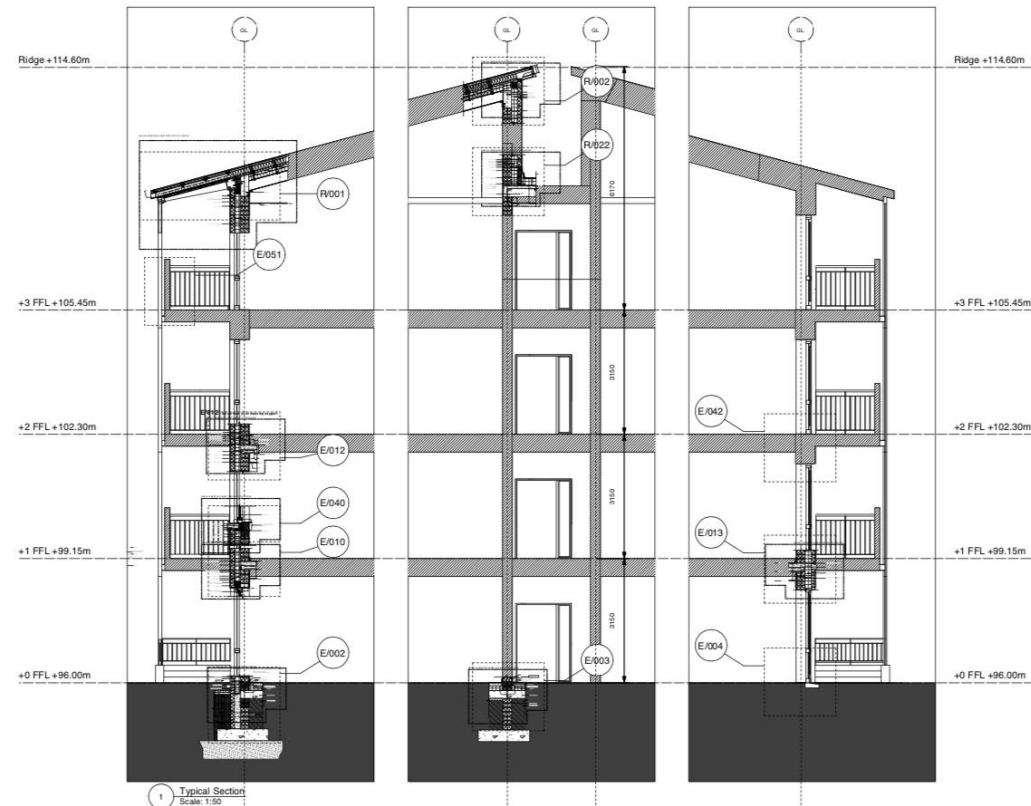 GL
GL
GL
GL
Ridge +114.60m
Ridge +114.60m
R/002
R/022
R/001
6170
E/051
+3 FFL +105.45m
+3 FFL +105.45m
3150
E/012
E/042
+2 FFL +102.30m
+2 FFL +102.30m
E/012
E/040
3150
E/013
E/010
+1 FFL +99.15m
+1 FFL +99.15m
3150
E/002
E/003
E/004
+0 FFL +96.00m
+0 FFL +96.00m
1
Typical Section
Scale: 1:50